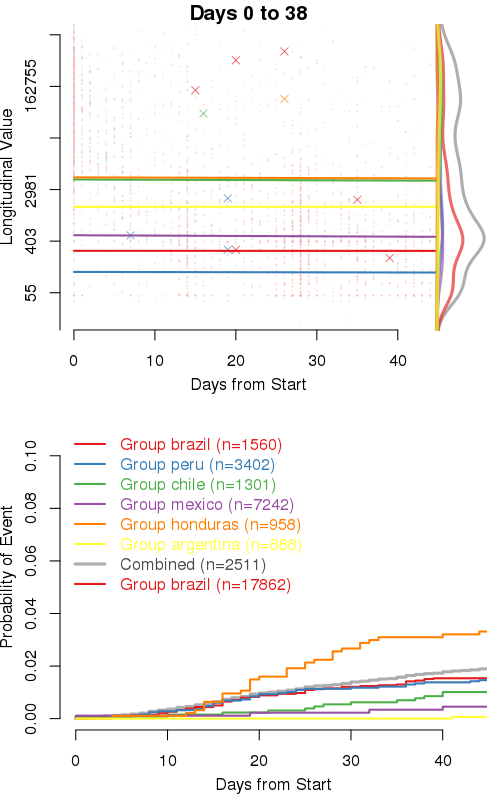 Days 0 to 38
Longitudinal Value
162755
2981
403
55
0 10 20 30 40
Days from Start
Probability of Event
0.10
0.08
0.06
0.04
0.02
0.00
Group brazil (n=1560)
Group peru (n=3402)
Group chile (n=1301)
Group mexico (n=7242)
Group honduras (n=958)
Group argentina (n=888)
Combined (n=2511)
Group brazil (n=17862)
0 10 20 30 40
Days from Start